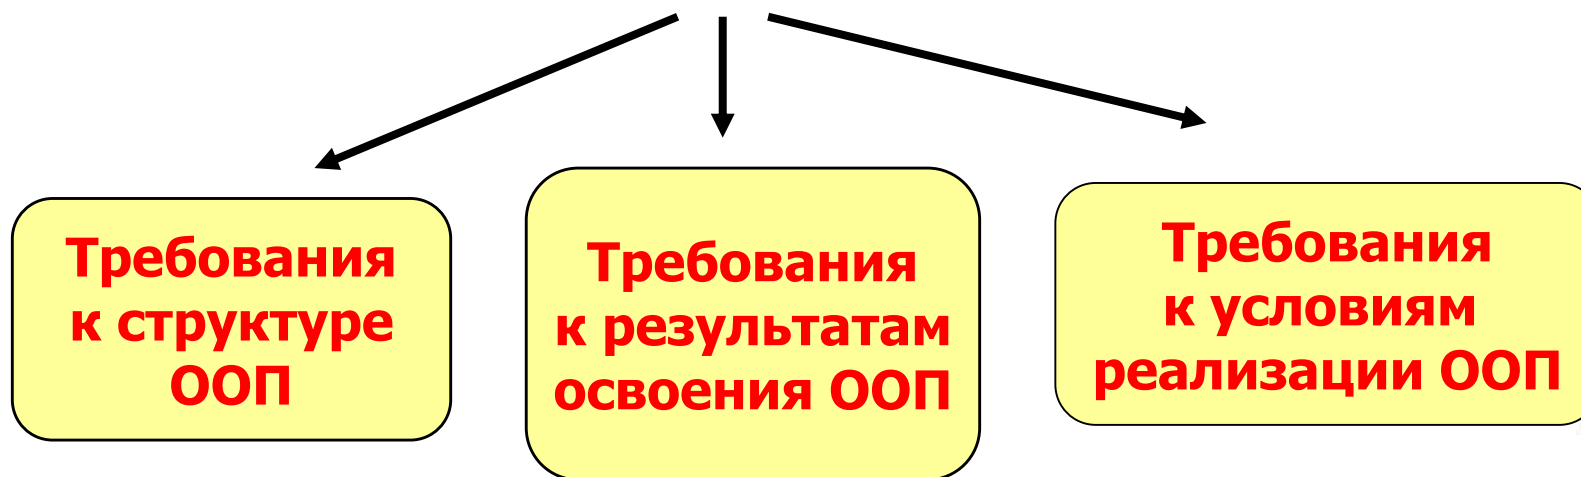 Требования
к структуре
ООП
Требования
к результатам
освоения ООП
Требования
к условиям
реализации ООП